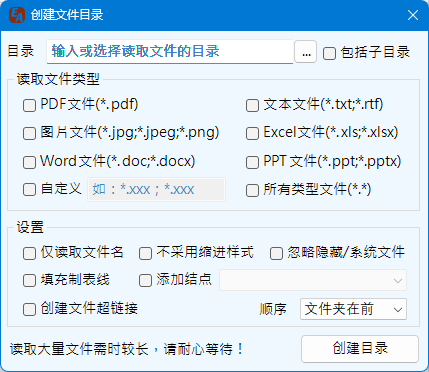 创建文件目录
目录 输入或选择读取文件的目录 ... 包括子目录
读取文件类型
PDF文件(*.pdf) 文本文件(*.txt;*.rtf)
图片文件(*.jpg;*.jpeg;*.png) Excel文件(*.xls;*.xlsx)
Word文件(*.doc;*.docx) PPT文件(*.ppt;*.pptx)
自定义 如：*.xxx；*.xxx 所有类型文件(*.*)
设置
仅读取文件名 不采用缩进样式 忽略隐藏/系统文件
填充制表线 添加结点
创建文件超链接 顺序 文件夹在前
读取大量文件需时较长，请耐心等待！ 创建目录